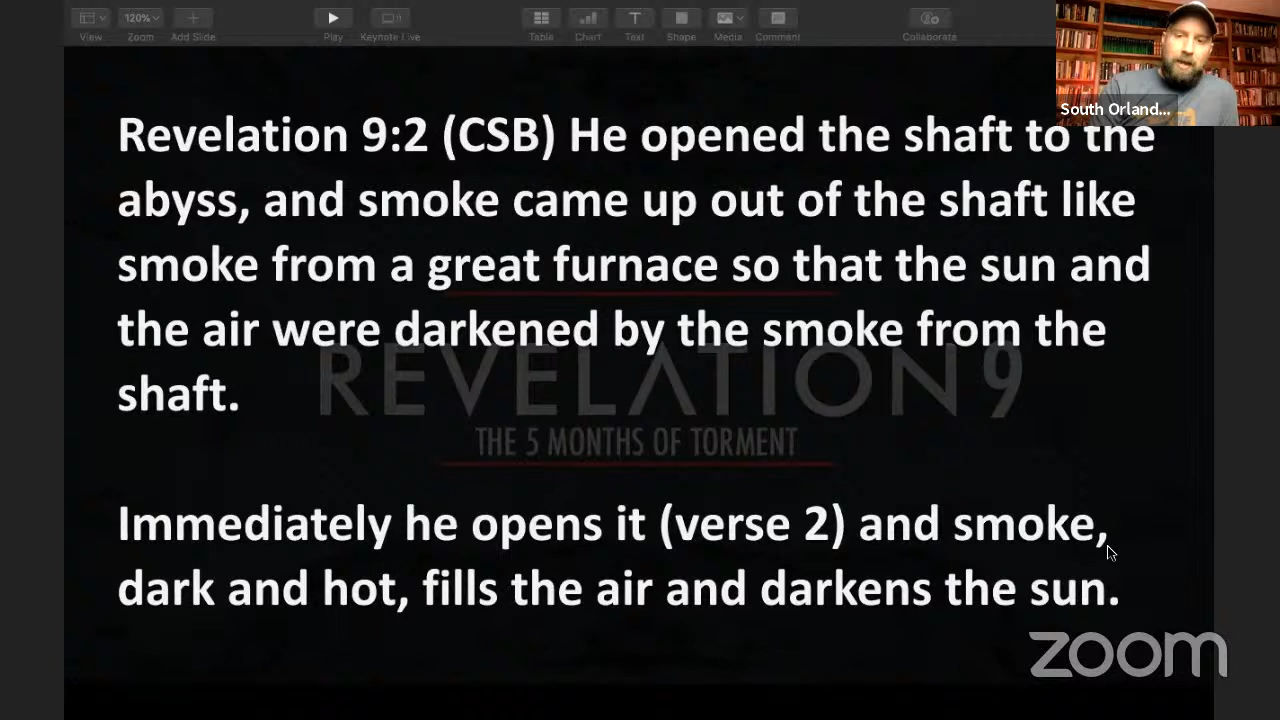 120%
View
Zoom
Add Slide
Play
Keynote Live
Table
Chart
Text
Shape
Media
Comment
Collaborate
South Orland...
Revelation 9:2 (CSB) He opened the shaft to the
abyss, and smoke came up out of the shaft like
smoke from a great furnace so that the sun and
the air were darkened by the smoke from the
shaft.
REVELATION 9
THE 5 MONTHS OF TORMENT
Immediately he opens it (verse 2) and smoke,
dark and hot, fills the air and darkens the sun.
zoom